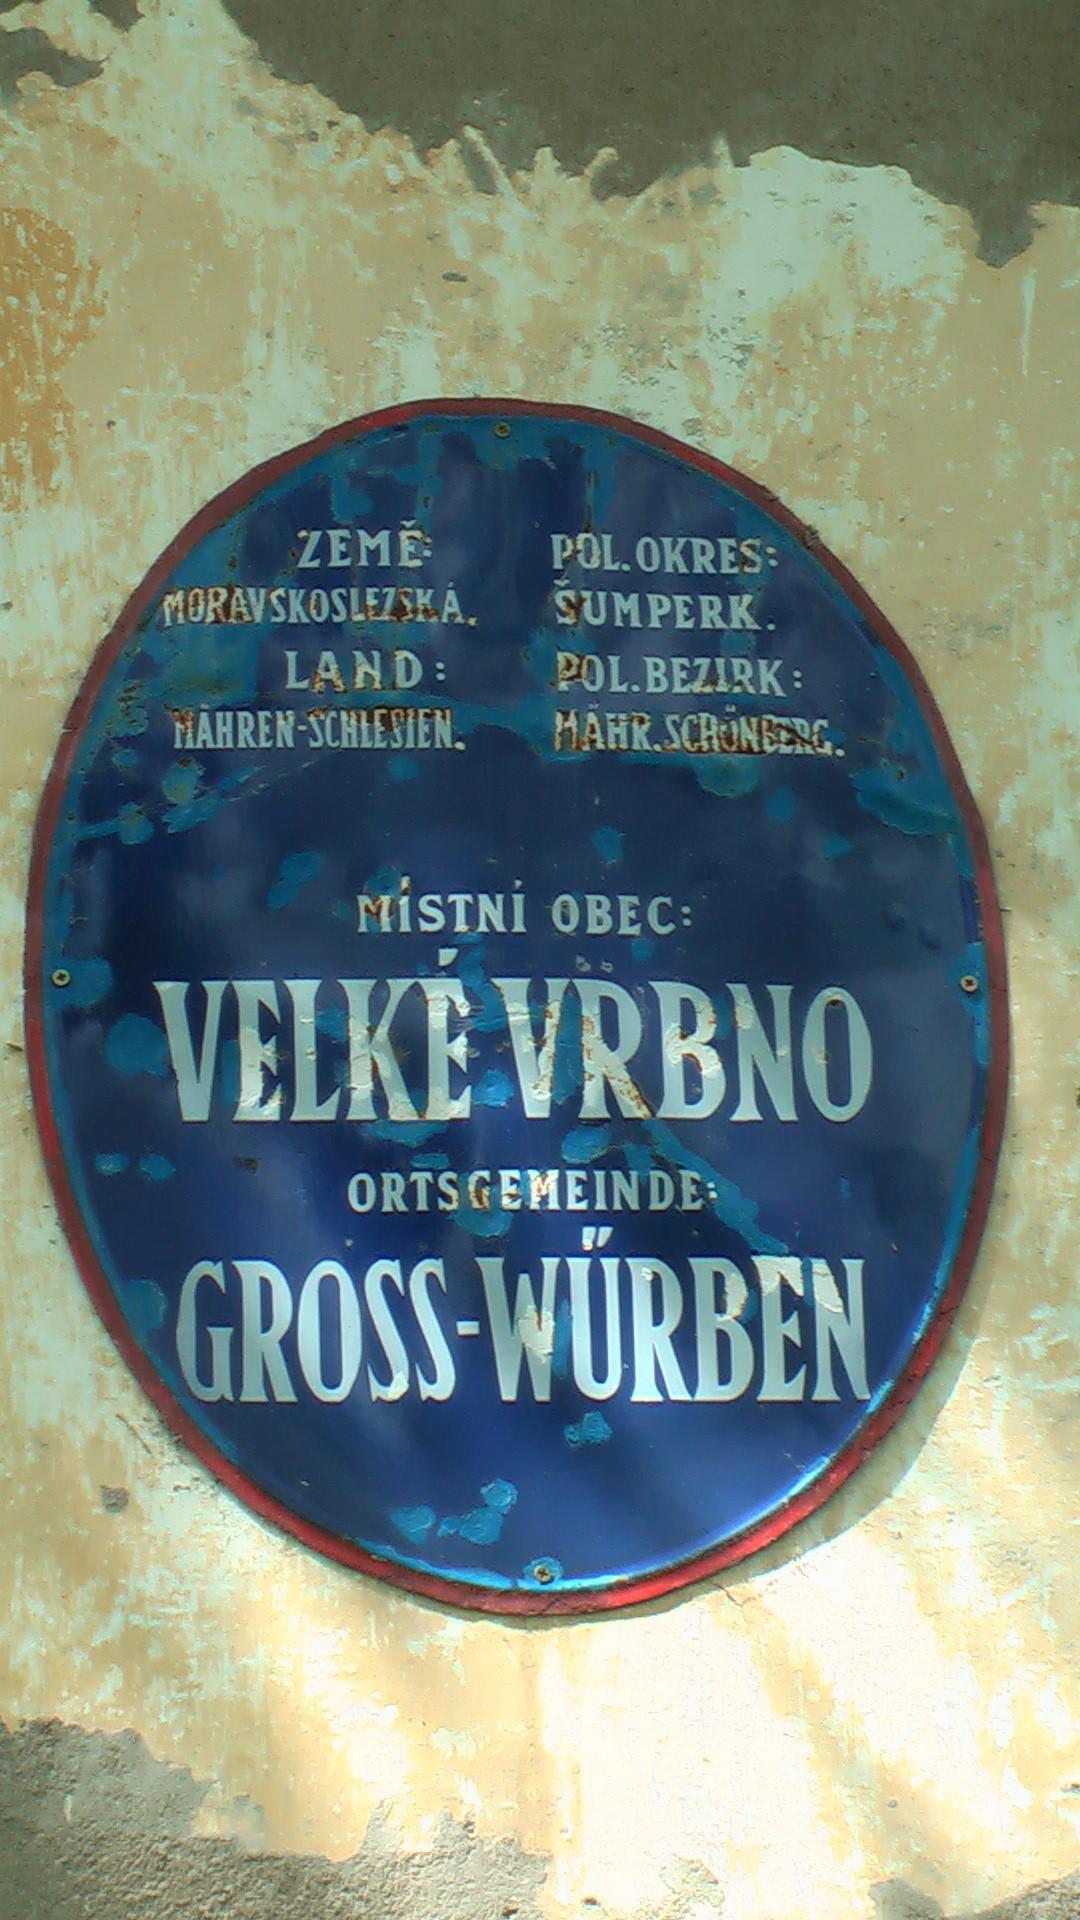 ZEMĚ:
MORAVSKOSLEZSKÁ.
LAND:
MÄHREN-SCHLESIEN.
POL. OKRES:
ŠUMPERK.
POL. BEZIRK:
MÄHR. SCHÖNBERG.
MÍSTNÍ OBEC:
VELKÉ VRBNO
ORTSGEMEINDE:
GROSS-WÜRBEN